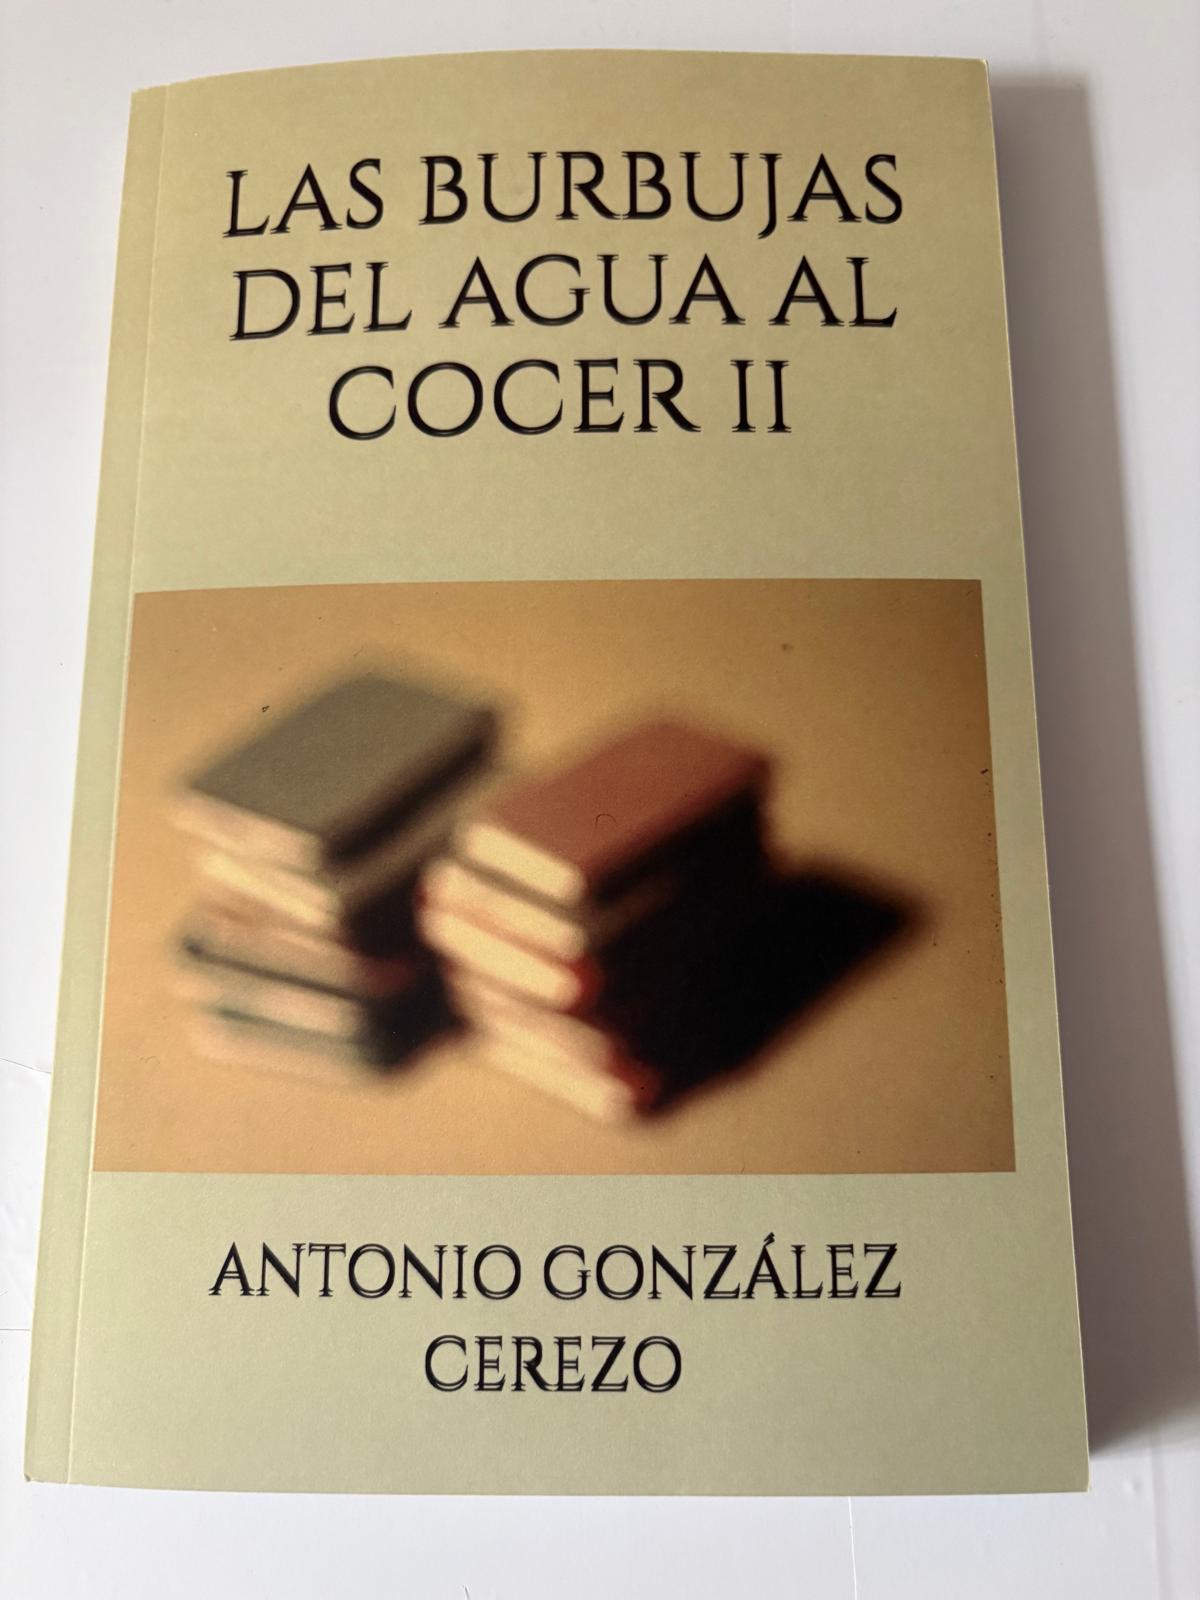 LAS BURBUJAS
DEL AGUA AL
COCER II
ANTONIO GONZÁLEZ
CEREZO